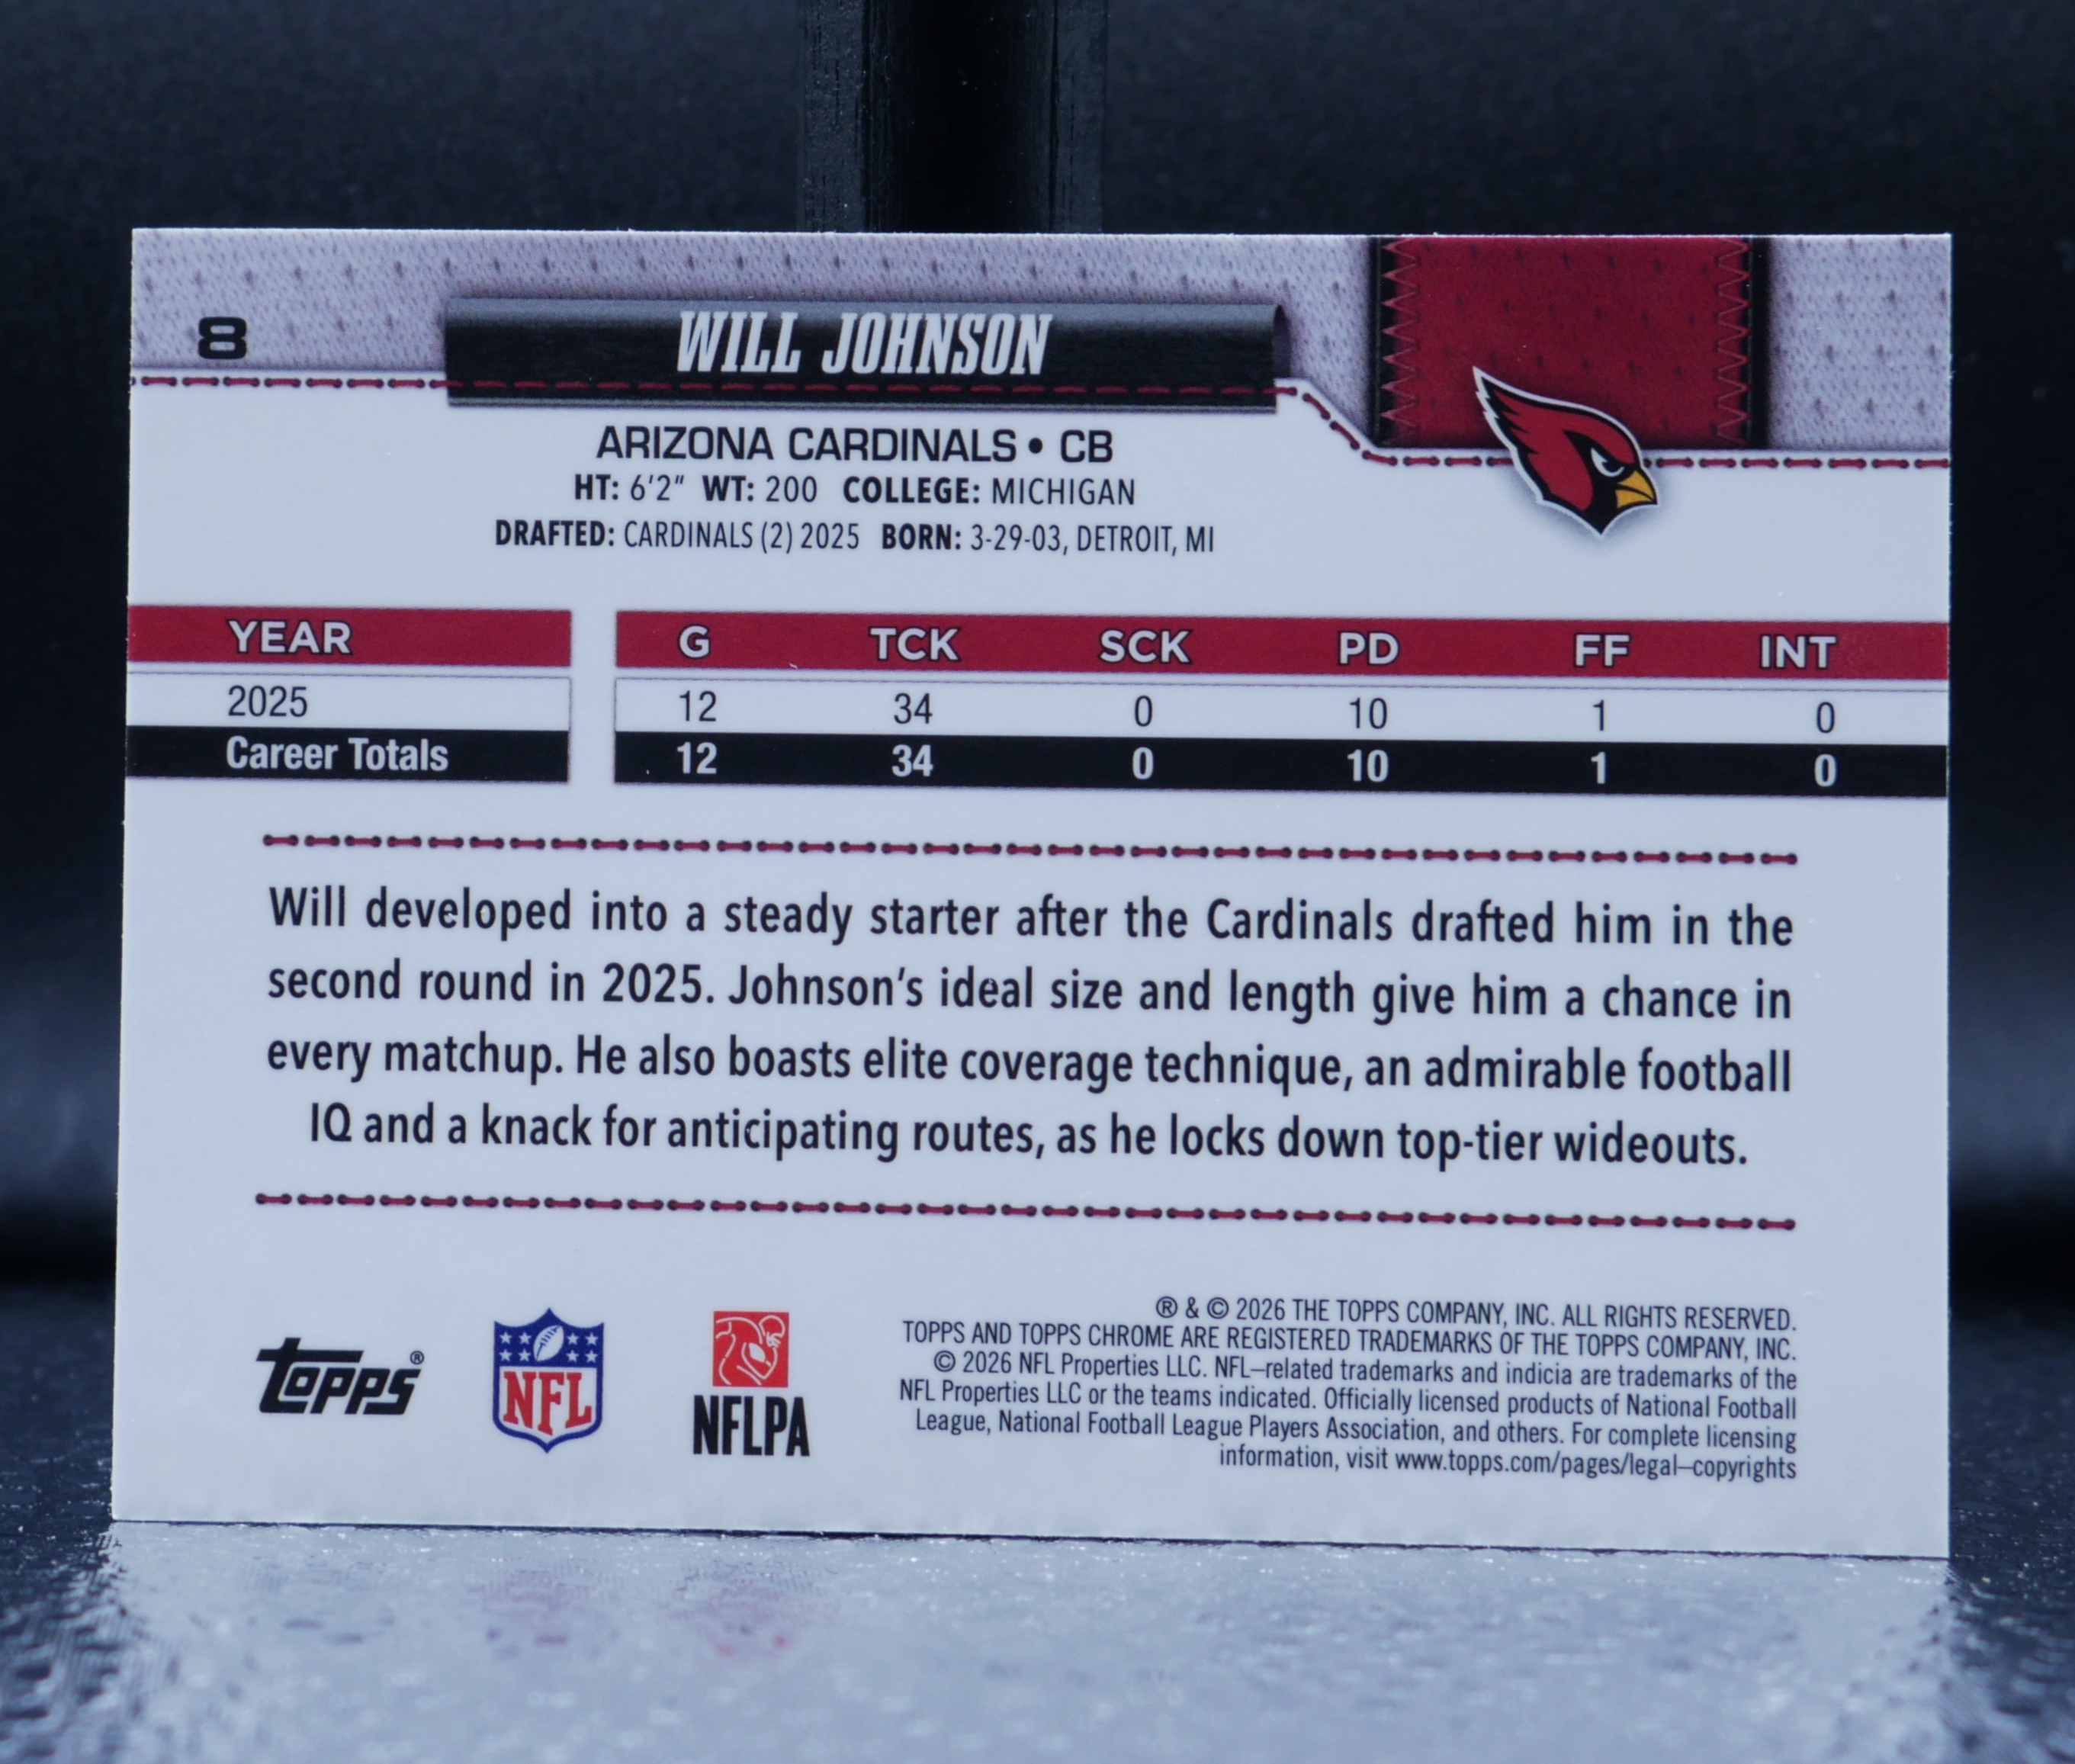 8
WILL JOHNSON
ARIZONA CARDINALS • CB
HT: 6'2" WT: 200 COLLEGE: MICHIGAN
DRAFTED: CARDINALS (2) 2025 BORN: 3-29-03, DETROIT, MI
YEAR G TCK SCK PD FF INT
2025 12 34 0 10 1 0
Career Totals 12 34 0 10 1 0
Will developed into a steady starter after the Cardinals drafted him in the
second round in 2025. Johnson's ideal size and length give him a chance in
every matchup. He also boasts elite coverage technique, an admirable football
IQ and a knack for anticipating routes, as he locks down top-tier wideouts.
topps®
NFL
NFLPA
® & © 2026 THE TOPPS COMPANY, INC. ALL RIGHTS RESERVED.
TOPPS AND TOPPS CHROME ARE REGISTERED TRADEMARKS OF THE TOPPS COMPANY, INC.
© 2026 NFL Properties LLC. NFL–related trademarks and indicia are trademarks of the
NFL Properties LLC or the teams indicated. Officially licensed products of National Football
League, National Football League Players Association, and others. For complete licensing
information, visit www.topps.com/pages/legal–copyrights